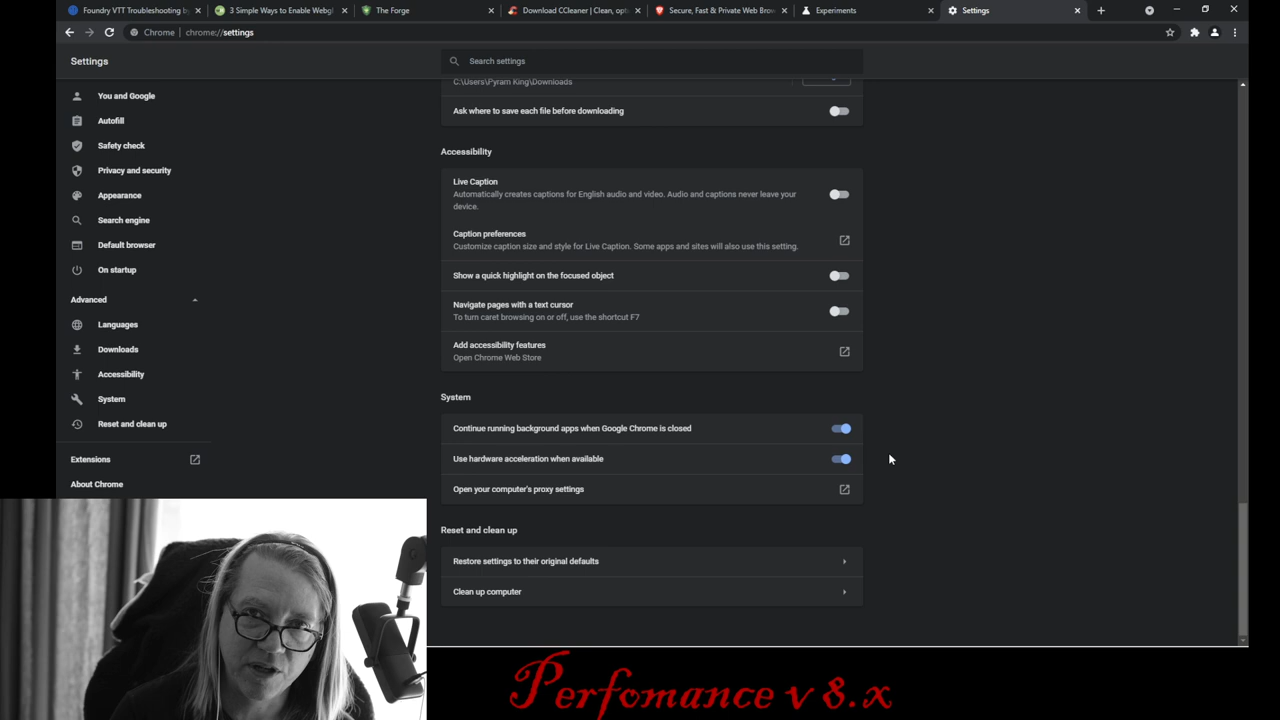 Foundry VTT Troubleshooting by
3 Simple Ways to Enable Webg
The Forge
Download CCleaner | Clean, opt
Secure, Fast & Private Web Brow
Experiments
Settings
Chrome | chrome://settings
Settings
Search settings
You and Google
Autofill
Safety check
Privacy and security
Appearance
Search engine
Default browser
On startup
Advanced
Languages
Downloads
Accessibility
System
Reset and clean up
Extensions
About Chrome
C:\Users\Pyram King\Downloads
Ask where to save each file before downloading
Accessibility
Live Caption
Automatically creates captions for English audio and video. Audio and captions never leave your
device.
Caption preferences
Customize caption size and style for Live Caption. Some apps and sites will also use this setting.
Show a quick highlight on the focused object
Navigate pages with a text cursor
To turn caret browsing on or off, use the shortcut F7
Add accessibility features
Open Chrome Web Store
System
Continue running background apps when Google Chrome is closed
Use hardware acceleration when available
Open your computer's proxy settings
Reset and clean up
Restore settings to their original defaults
Clean up computer
Perfomance v 8.x